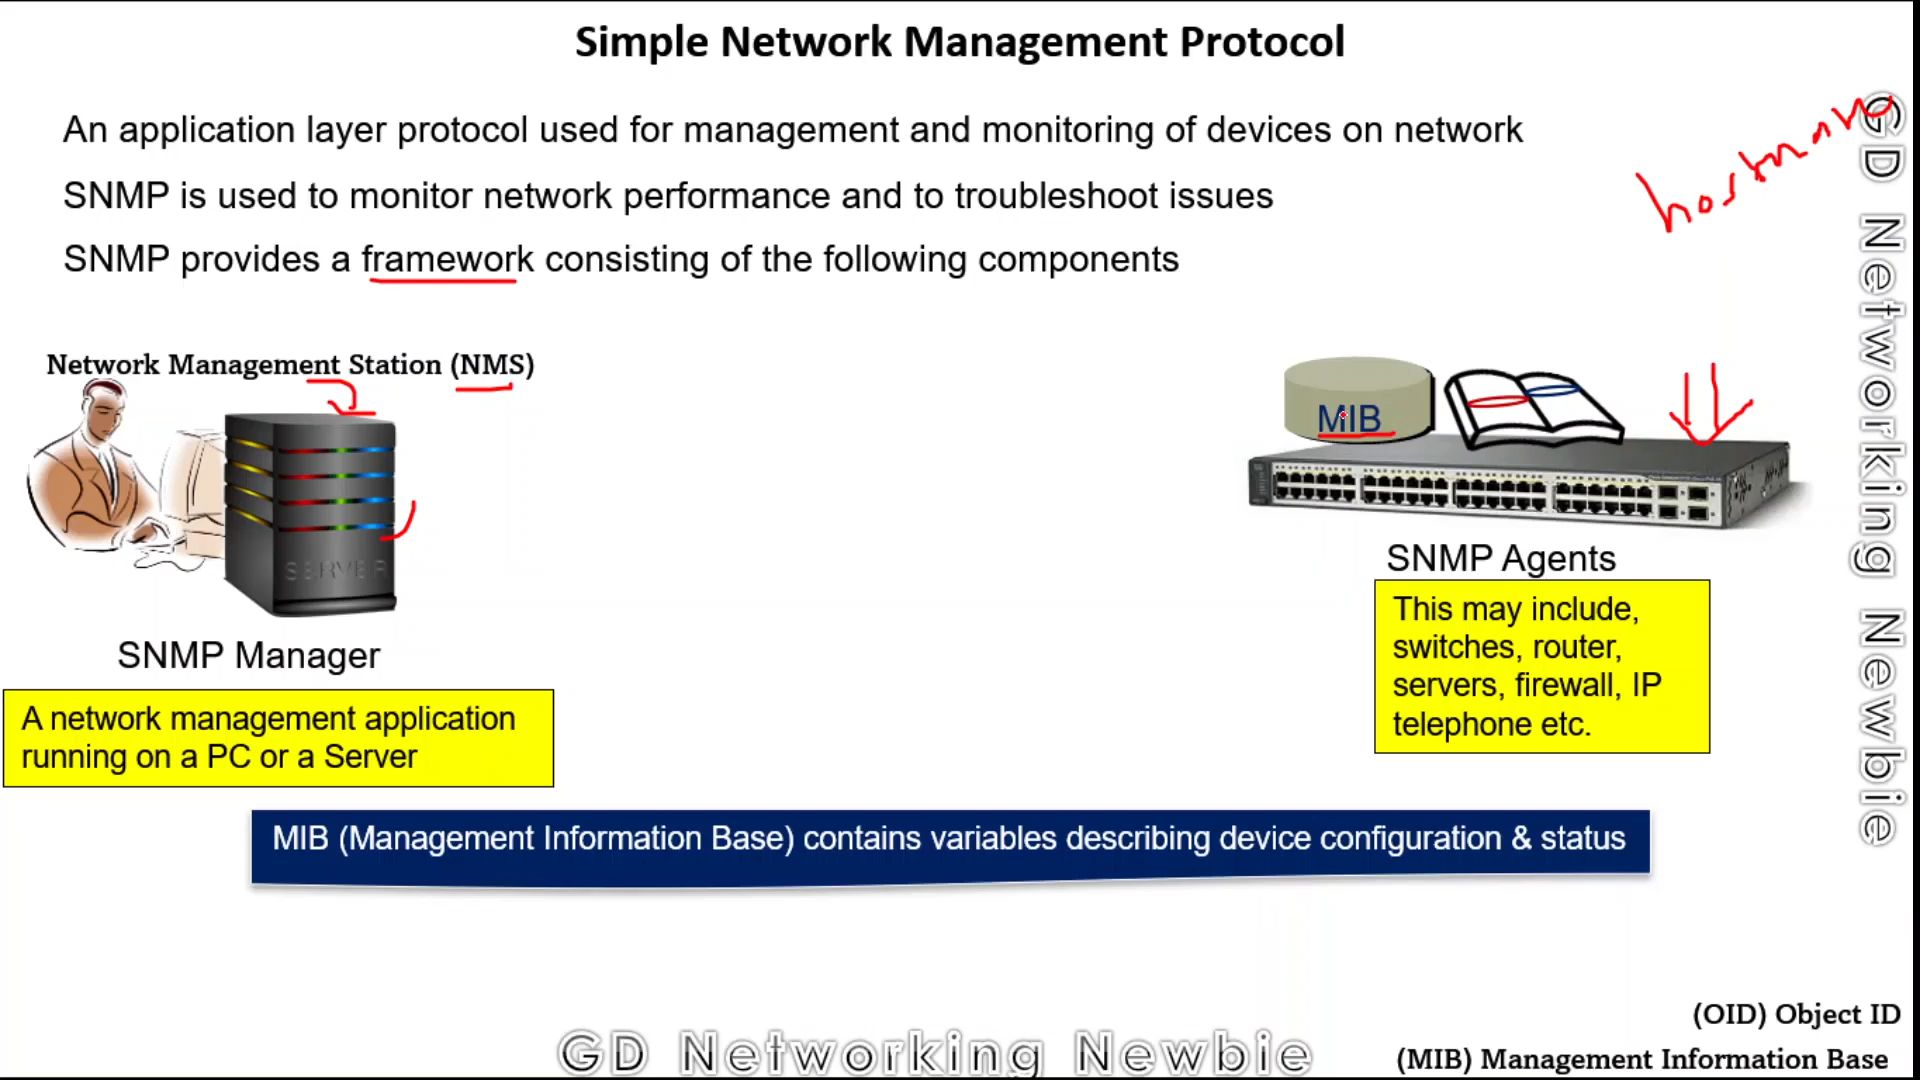 Simple Network Management Protocol
An application layer protocol used for management and monitoring of devices on network
SNMP is used to monitor network performance and to troubleshoot issues
SNMP provides a framework consisting of the following components
Network Management Station (NMS)
MIB
SERVER
SNMP Manager
A network management application
running on a PC or a Server
SNMP Agents
This may include,
switches, router,
servers, firewall, IP
telephone etc.
MIB (Management Information Base) contains variables describing device configuration & status
(OID) Object ID
(MIB) Management Information Base
GD Networking Newbie
GD Networking Newbie